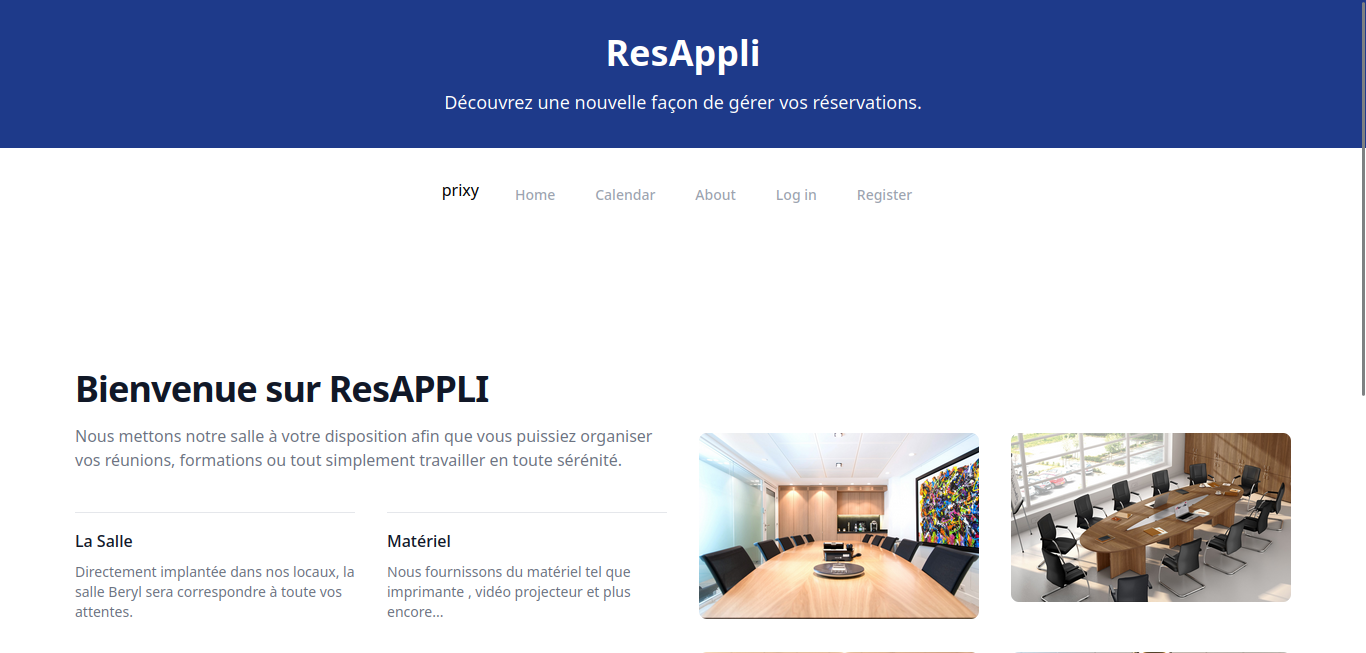 ResAppli
Découvrez une nouvelle façon de gérer vos réservations.
prixy Home Calendar About Log in Register
Bienvenue sur ResAPPLI
Nous mettons notre salle à votre disposition afin que vous puissiez organiser
vos réunions, formations ou tout simplement travailler en toute sérénité.
La Salle
Directement implantée dans nos locaux, la
salle Beryl sera correspondre à toute vos
attentes.
Matériel
Nous fournissons du matériel tel que
imprimante , vidéo projecteur et plus
encore...